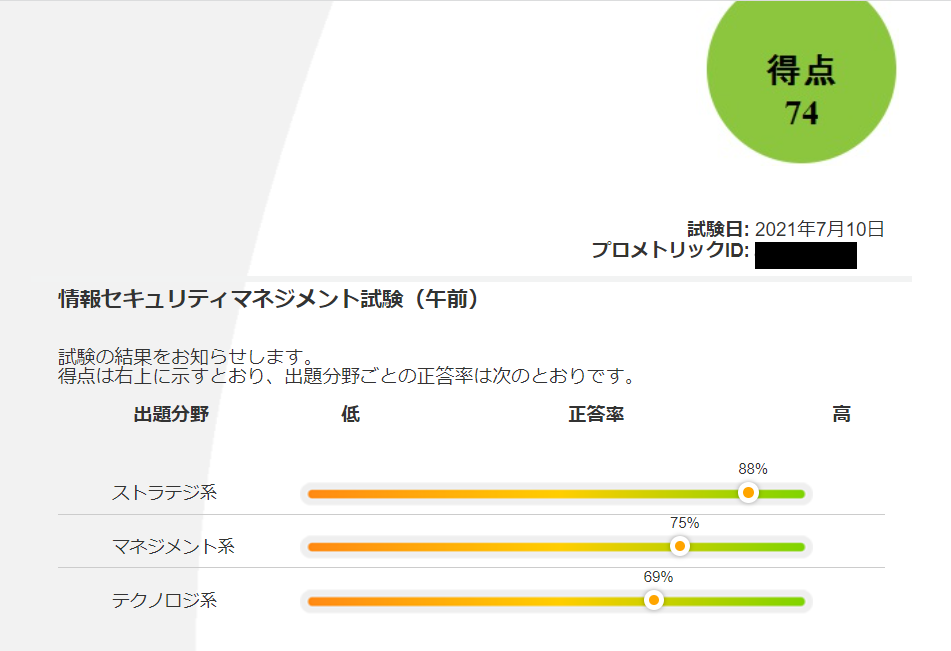 得点
74
試験日: 2021年7月10日
プロメトリックID:
情報セキュリティマネジメント試験（午前）
試験の結果をお知らせします。
得点は右上に示すとおり、出題分野ごとの正答率は次のとおりです。
出題分野 低 正答率 高
88%
ストラテジ系
75%
マネジメント系
69%
テクノロジ系